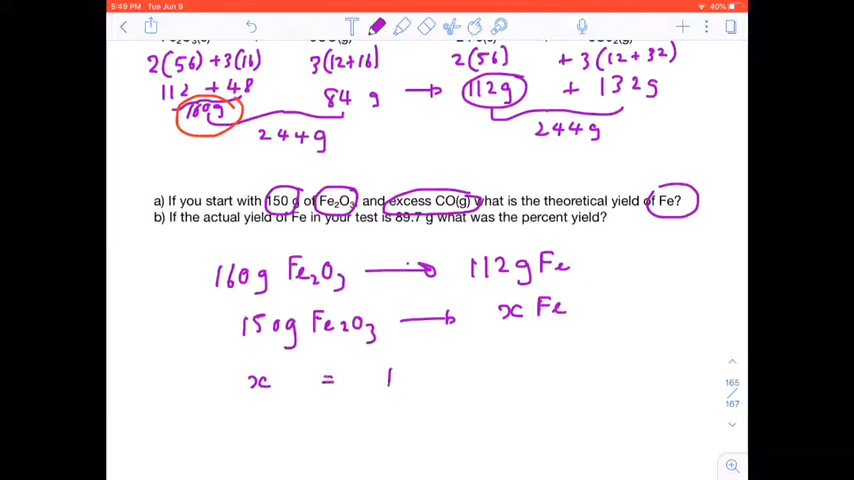 5:49 PM Tue Jun 9
40%
2(56) +3(16) 3(12+16) 2(56) + 3(12+32)
112 + 48 84 g → 112g + 132g
160g
244g 244g
a) If you start with 150 g of Fe₂O₃ and excess CO(g) what is the theoretical yield of Fe?
b) If the actual yield of Fe in your test is 89.7 g what was the percent yield?
160g Fe₂O₃ → 112g Fe
150g Fe₂O₃ → x Fe
x = 1
165
/
167